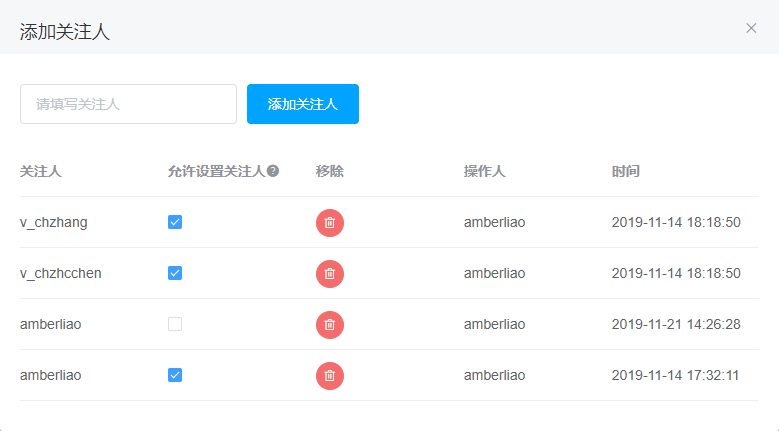 添加关注人
请填写关注人 添加关注人
关注人 允许设置关注人 移除 操作人 时间
v_chzhang amberliao 2019-11-14 18:18:50
v_chzhcchen amberliao 2019-11-14 18:18:50
amberliao amberliao 2019-11-21 14:26:28
amberliao amberliao 2019-11-14 17:32:11